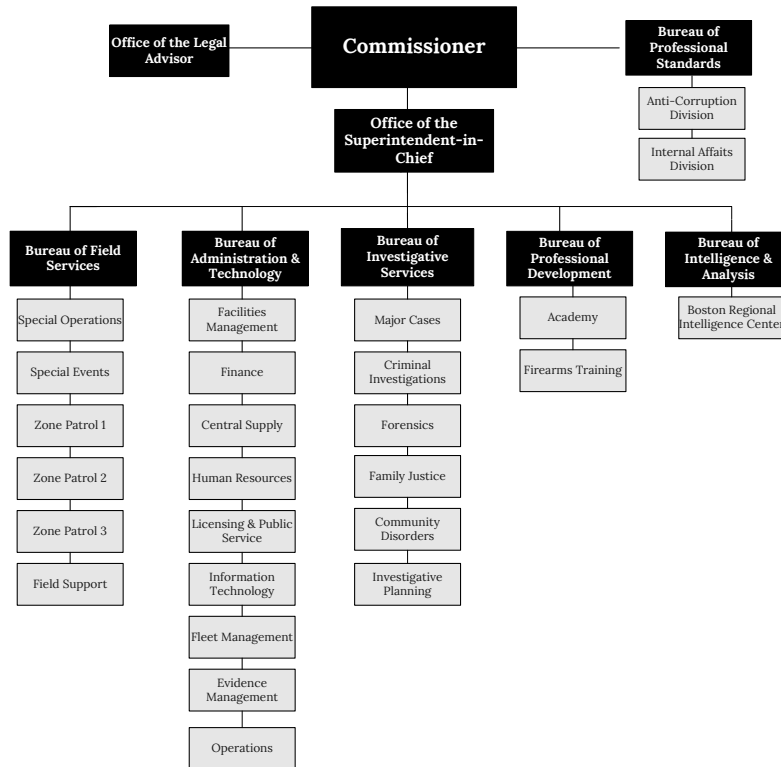 Office of the Legal
Advisor
Commissioner
Bureau of
Professional
Standards
Anti-Corruption
Division
Internal Affaits
Division
Office of the
Superintendent-in-
Chief
Bureau of Field
Services
Special Operations
Special Events
Zone Patrol 1
Zone Patrol 2
Zone Patrol 3
Field Support
Bureau of
Administration &
Technology
Facilities
Management
Finance
Central Supply
Human Resources
Licensing & Public
Service
Information
Technology
Fleet Management
Evidence
Management
Operations
Bureau of
Investigative
Services
Major Cases
Criminal
Investigations
Forensics
Family Justice
Community
Disorders
Investigative
Planning
Bureau of
Professional
Development
Academy
Firearms Training
Bureau of
Intelligence &
Analysis
Boston Regional
Intelligence Center